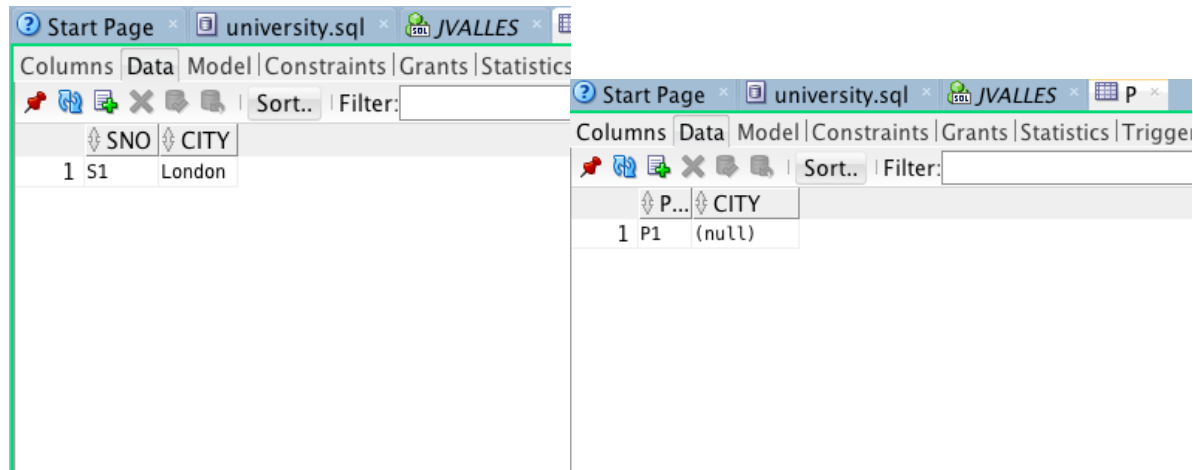 Start Page university.sql JVALLES
Columns Data Model Constraints Grants Statistics
Sort.. Filter:
SNO CITY
1 S1 London
Start Page university.sql JVALLES P
Columns Data Model Constraints Grants Statistics Trigger
Sort.. Filter:
P... CITY
1 P1 (null)